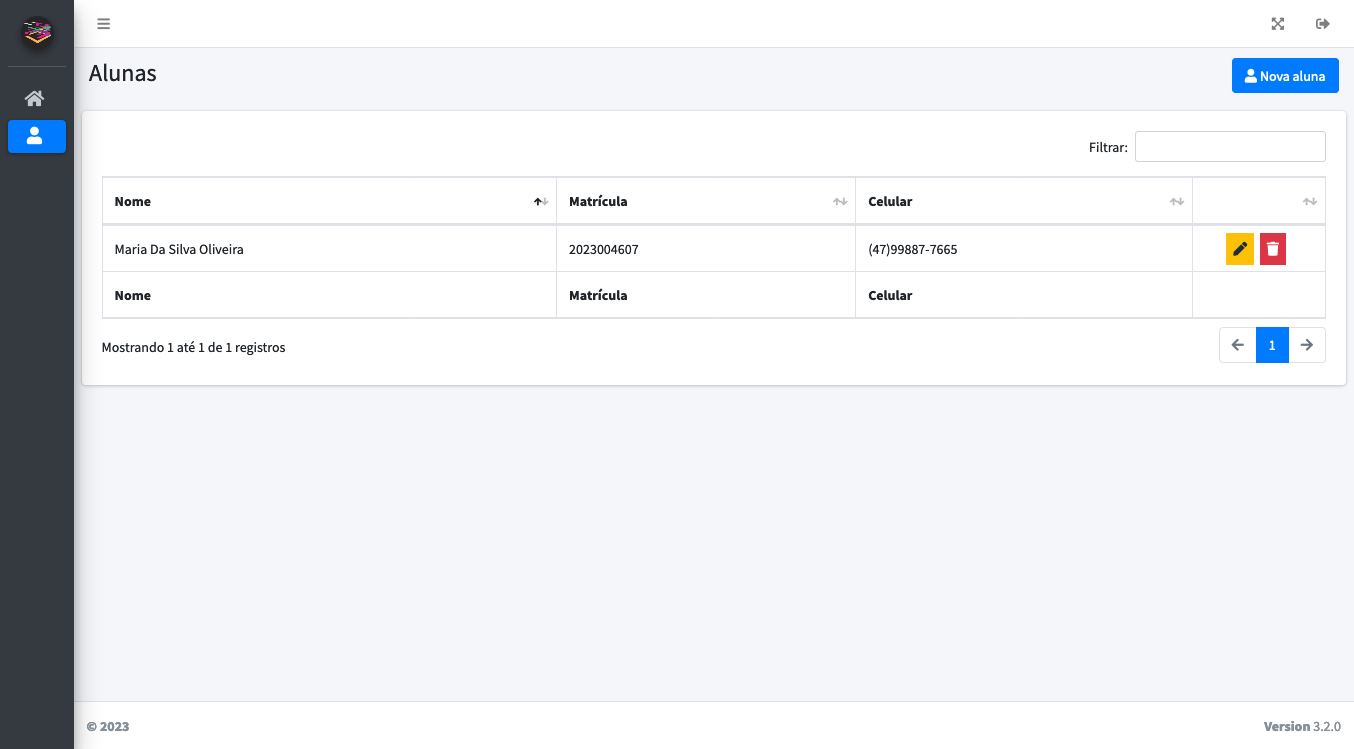 Alunas
Nova aluna
Filtrar:
Nome Matrícula Celular
Maria Da Silva Oliveira 2023004607 (47)99887-7665
Nome Matrícula Celular
Mostrando 1 até 1 de 1 registros
1
© 2023
Version 3.2.0